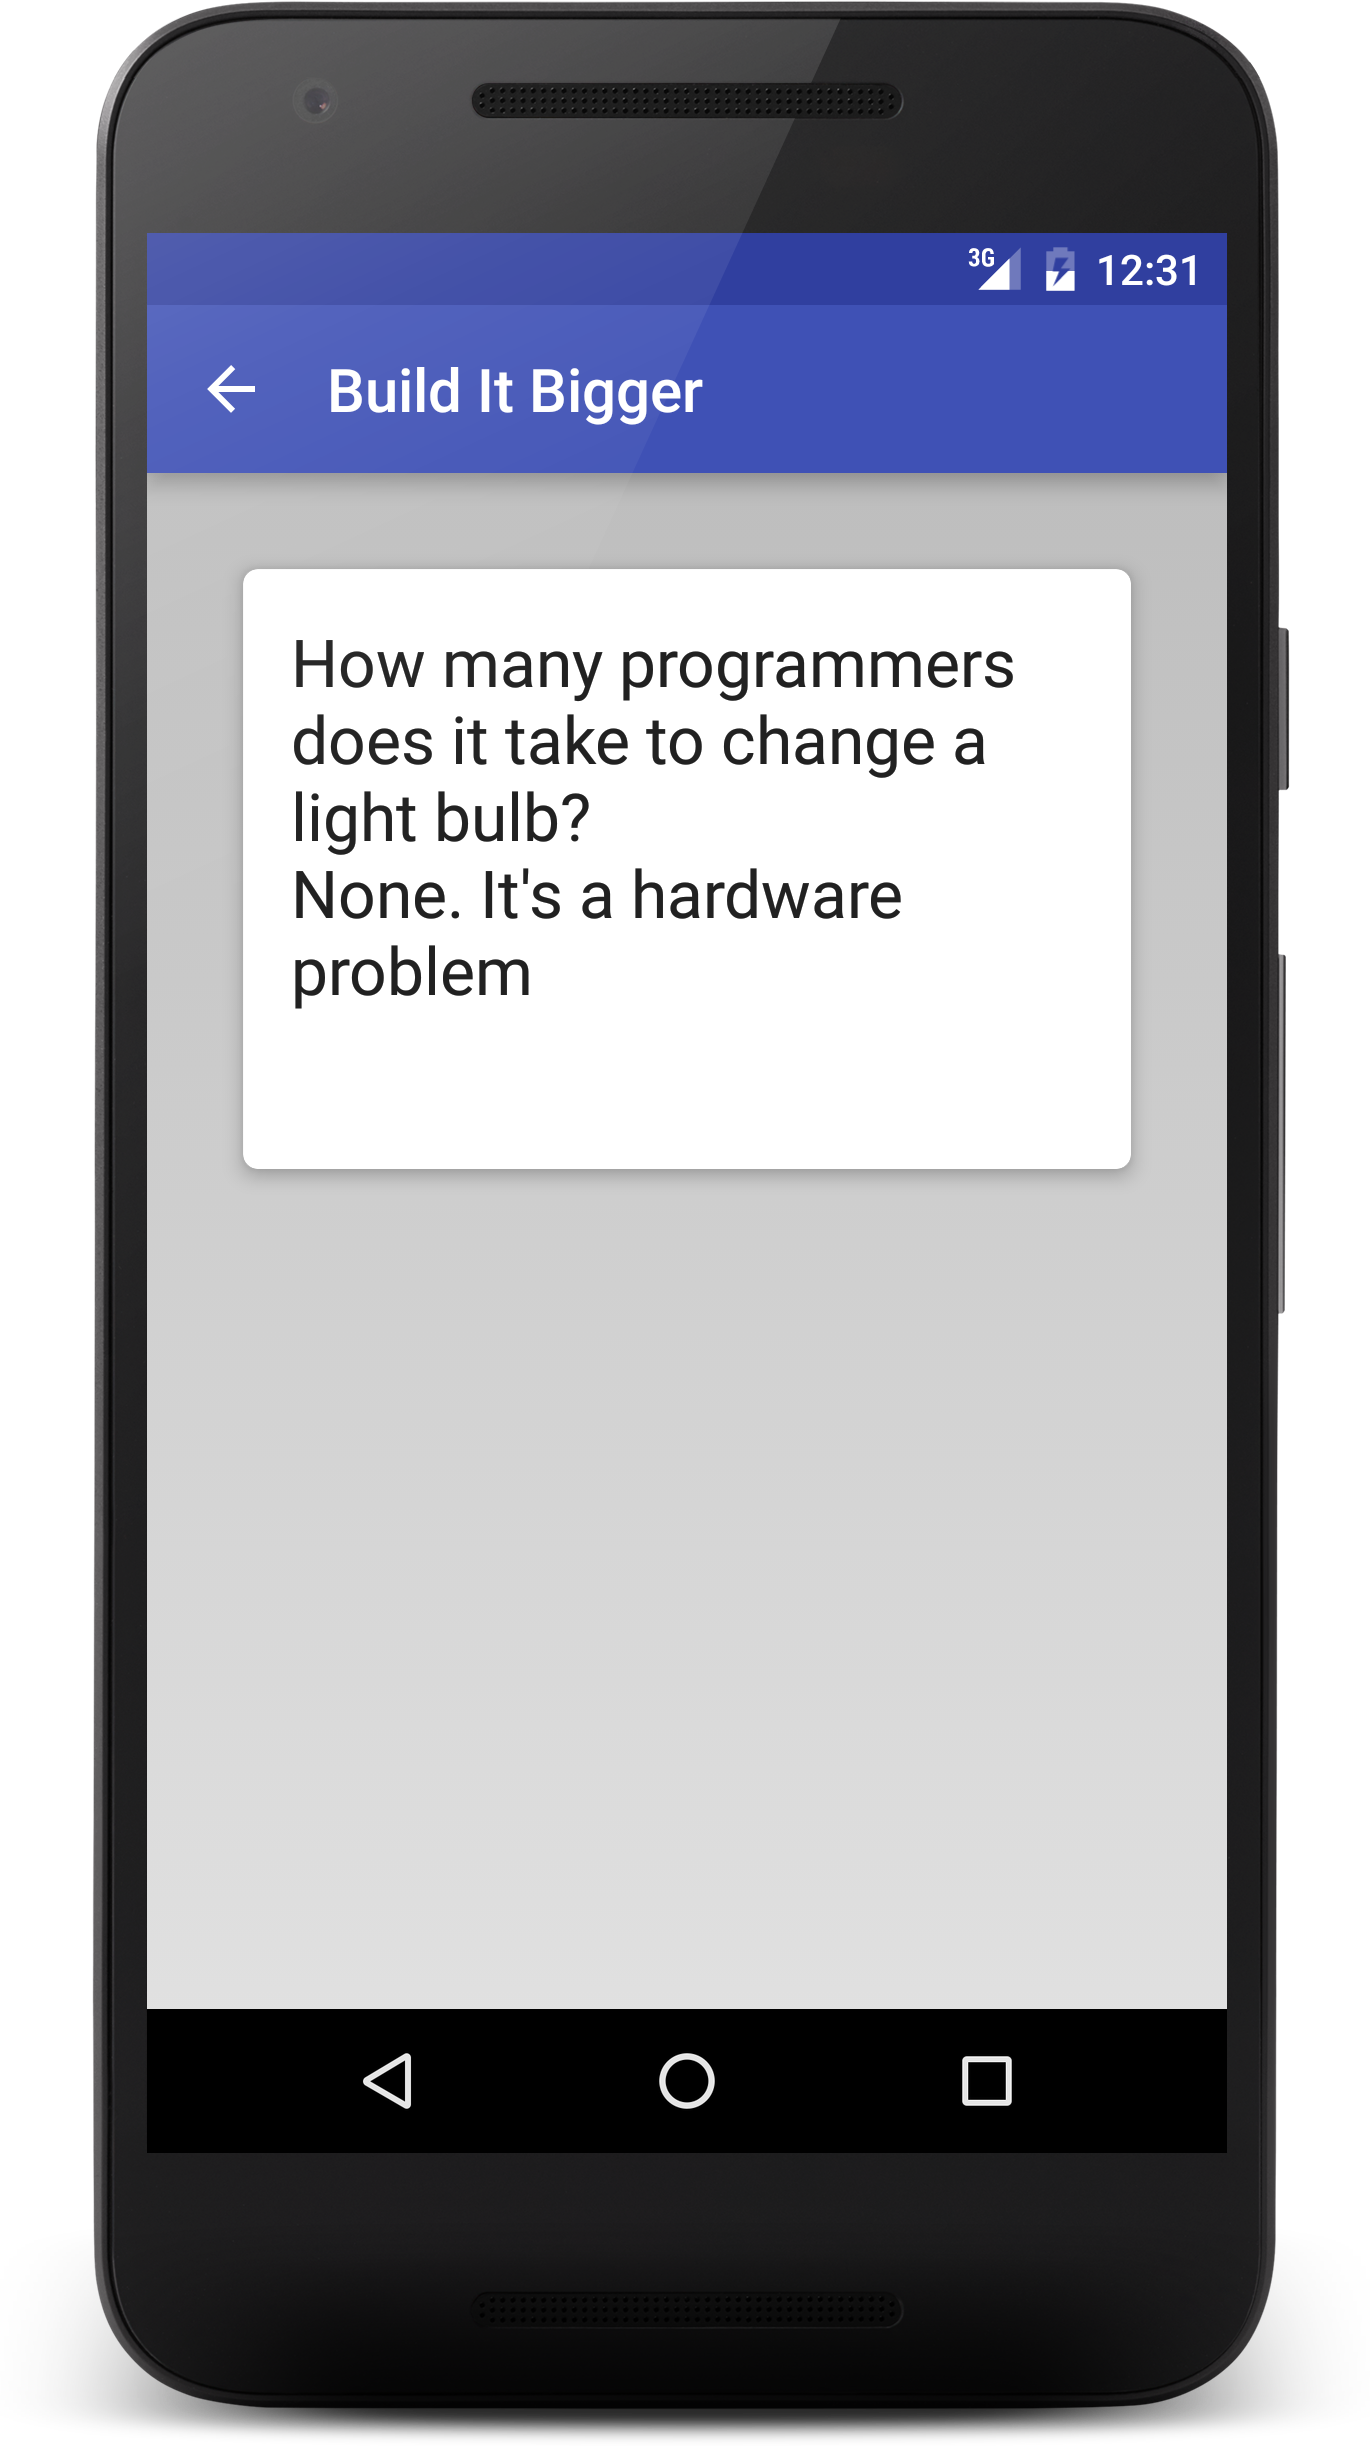 3G 12:31
Build It Bigger
How many programmers
does it take to change a
light bulb?
None. It's a hardware
problem